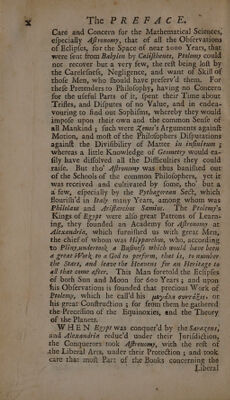 x The PREFACE.
Care and Concern for the Mathematical Sciences,
especially Astronomy, that of all the Observations
of Eclipses, for the Space of near 2000 Years, that
were sent from Babylon by Calisthenes, Ptolemy could
not recover but a very few, the rest being lost by
the Carelesness, Negligence, and want of Skill of
those Men, who should have preserv'd them. For
these Pretenders to Philosophy, having no Concern
for the useful Parts of it, spent their Time about
Trifles, and Disputes of no Value, and in endea-
vouring to find out Sophisms, whereby they would
impose upon their own and the common Sense of
all Mankind; such were Zeno's Arguments against
Motion, and most of the Philosophers Disputations
against the Divisibility of Matter in infinitum;
whereas a little Knowledge of Geometry would ea-
sily have dissolved all the Difficulties they could
raise. But tho' Astronomy was thus banished out
of the Schools of the common Philosophers, yet it
was received and cultivated by some, tho' but a
few, especially by the Pythagorean Sect, which
flourish'd in Italy many Years, among whom was
Philolaus and Aristarchus Samius. The Ptolemy's
Kings of Egypt were also great Patrons of Learn-
ing, they founded an Academy for Astronomy at
Alexandria, which furnished us with great Men,
the chief of whom was Hipparchus, who, according
to Pliny, undertook a Business which would have been
a great Work to a God to perform, that is, to number
the Stars, and leave the Heavens for an Heritage to
all that come after. This Man foretold the Eclipses
of both Sun and Moon for 600 Years; and upon
his Observations is founded that precious Work of
Ptolemy, which he call'd his μεγάλη συντάξις, or
his great Construction; for from them he gathered
the Precession of the Equinoxies, and the Theory
of the Planets.
WHEN Egypt was conquer'd by the Saracens,
and Alexandria reduc'd under their Jurisdiction,
the Conquerors took Astronomy, with the rest of
the Liberal Arts, under their Protection; and took
care that most Part of the Books concerning the
Liberal